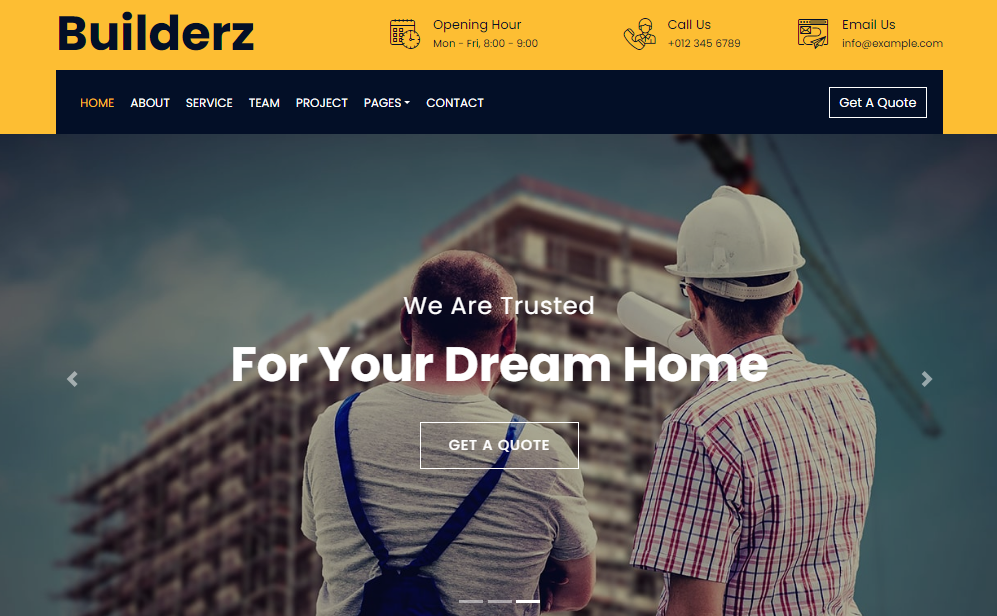 Builderz
Opening Hour
Mon - Fri, 8:00 - 9:00
Call Us
+012 345 6789
Email Us
info@example.com
HOME ABOUT SERVICE TEAM PROJECT PAGES CONTACT
Get A Quote
We Are Trusted
For Your Dream Home
GET A QUOTE